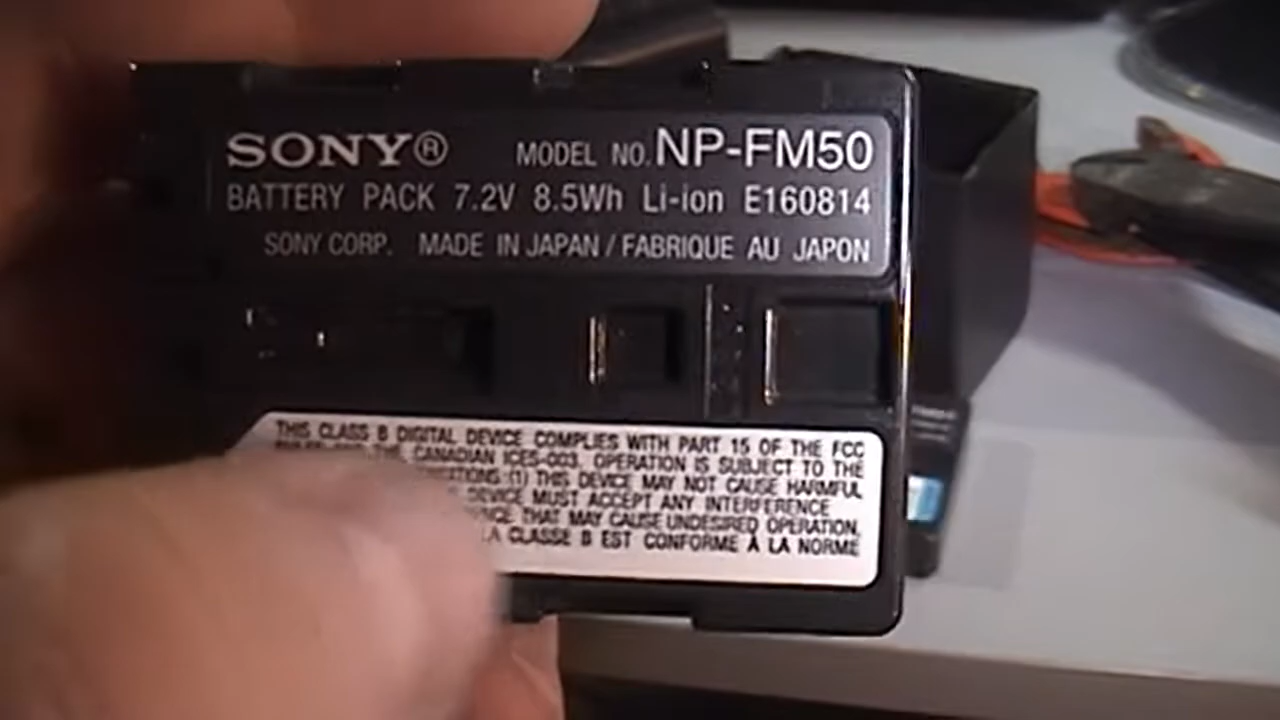 SONY® MODEL NO. NP-FM50
BATTERY PACK 7.2V 8.5Wh Li-ion E160814
SONY CORP. MADE IN JAPAN / FABRIQUE AU JAPON
THIS CLASS B DIGITAL DEVICE COMPLIES WITH PART 15 OF THE FCC
THE CANADIAN ICES-003. OPERATION IS SUBJECT TO THE
(1) THIS DEVICE MAY NOT CAUSE HARMFUL
DEVICE MUST ACCEPT ANY INTERFERENCE
THAT MAY CAUSE UNDESIRED OPERATION.
LA CLASSE B EST CONFORME À LA NORME